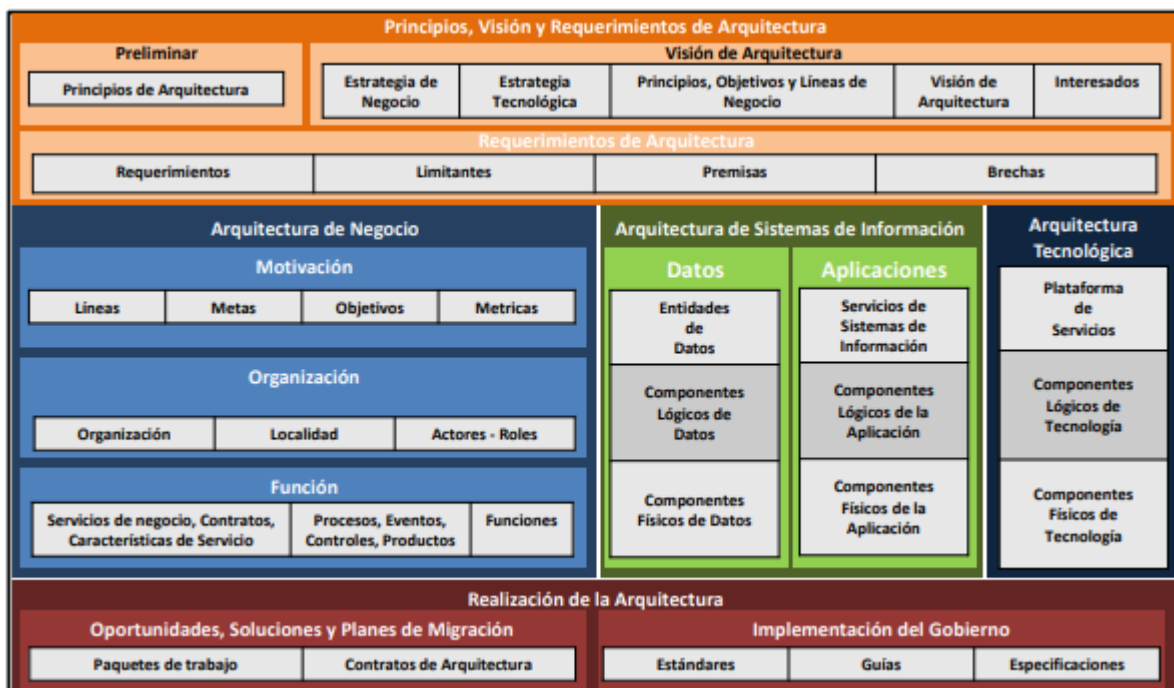 Principios, Visión y Requerimientos de Arquitectura
Preliminar
Principios de Arquitectura
Visión de Arquitectura
Estrategia de
Negocio
Estrategia
Tecnológica
Principios, Objetivos y Líneas de
Negocio
Visión de
Arquitectura
Interesados
Requerimientos de Arquitectura
Requerimientos
Limitantes
Premisas
Brechas
Arquitectura de Negocio
Motivación
Líneas
Metas
Objetivos
Metricas
Organización
Organización
Localidad
Actores - Roles
Función
Servicios de negocio, Contratos,
Características de Servicio
Procesos, Eventos,
Controles, Productos
Funciones
Arquitectura de Sistemas de Información
Datos
Entidades
de
Datos
Componentes
Lógicos de
Datos
Componentes
Físicos de Datos
Aplicaciones
Servicios de
Sistemas de
Información
Componentes
Lógicos de la
Aplicación
Componentes
Físicos de la
Aplicación
Arquitectura
Tecnológica
Plataforma
de
Servicios
Componentes
Lógicos de
Tecnología
Componentes
Físicos de
Tecnología
Realización de la Arquitectura
Oportunidades, Soluciones y Planes de Migración
Paquetes de trabajo
Contratos de Arquitectura
Implementación del Gobierno
Estándares
Guías
Especificaciones